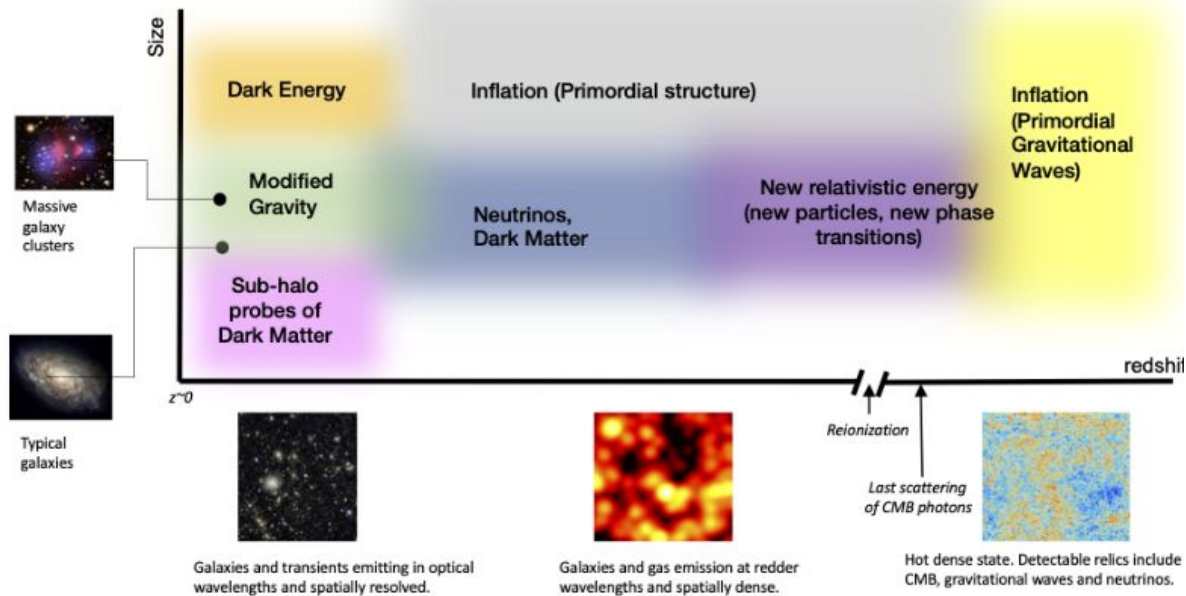 Size
Dark Energy
Inflation (Primordial structure)
Inflation
(Primordial
Gravitational
Waves)
Massive
galaxy
clusters
Modified
Gravity
Neutrinos,
Dark Matter
New relativistic energy
(new particles, new phase
transitions)
Sub-halo
probes of
Dark Matter
Typical
galaxies
z~0
redshift
Reionization
Last scattering
of CMB photons
Galaxies and transients emitting in optical
wavelengths and spatially resolved.
Galaxies and gas emission at redder
wavelengths and spatially dense.
Hot dense state. Detectable relics include
CMB, gravitational waves and neutrinos.